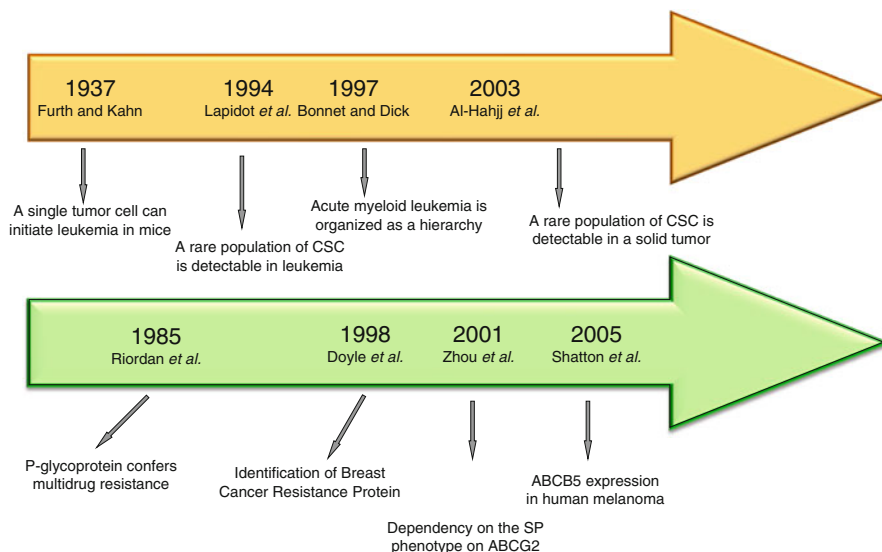 1937
Furth and Kahn
1994
Lapidot et al.
1997
Bonnet and Dick
2003
Al-Hahjj et al.
A single tumor cell can
initiate leukemia in mice
A rare population of CSC
is detectable in leukemia
Acute myeloid leukemia is
organized as a hierarchy
A rare population of CSC is
detectable in a solid tumor
1985
Riordan et al.
1998
Doyle et al.
2001
Zhou et al.
2005
Shatton et al.
P-glycoprotein confers
multidrug resistance
Identification of Breast
Cancer Resistance Protein
Dependency on the SP
phenotype on ABCG2
ABCB5 expression
in human melanoma